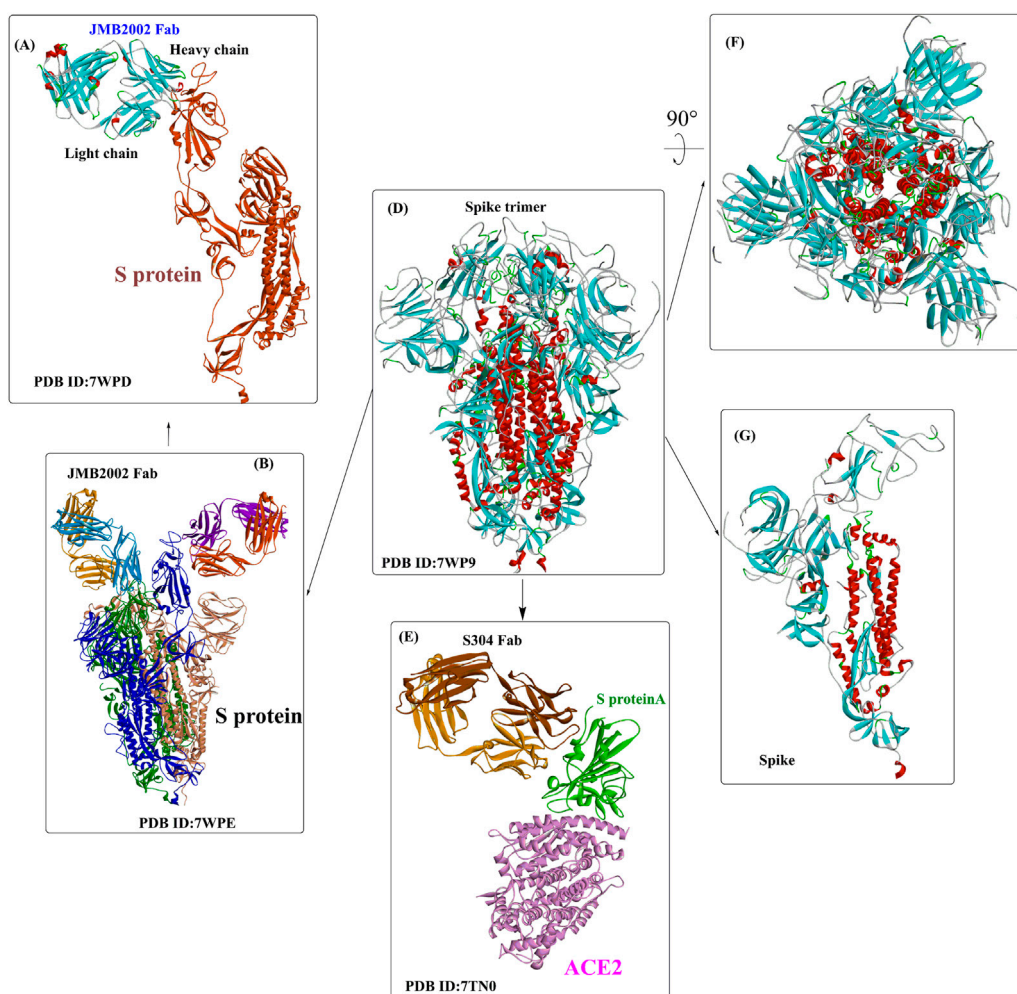 (A)
JMB2002 Fab
Heavy chain
Light chain
S protein
PDB ID:7WPD
(B)
JMB2002 Fab
S protein
PDB ID:7WPE
(D)
Spike trimer
PDB ID:7WP9
(E)
S304 Fab
S proteinA
ACE2
PDB ID:7TN0
90°
(F)
(G)
Spike